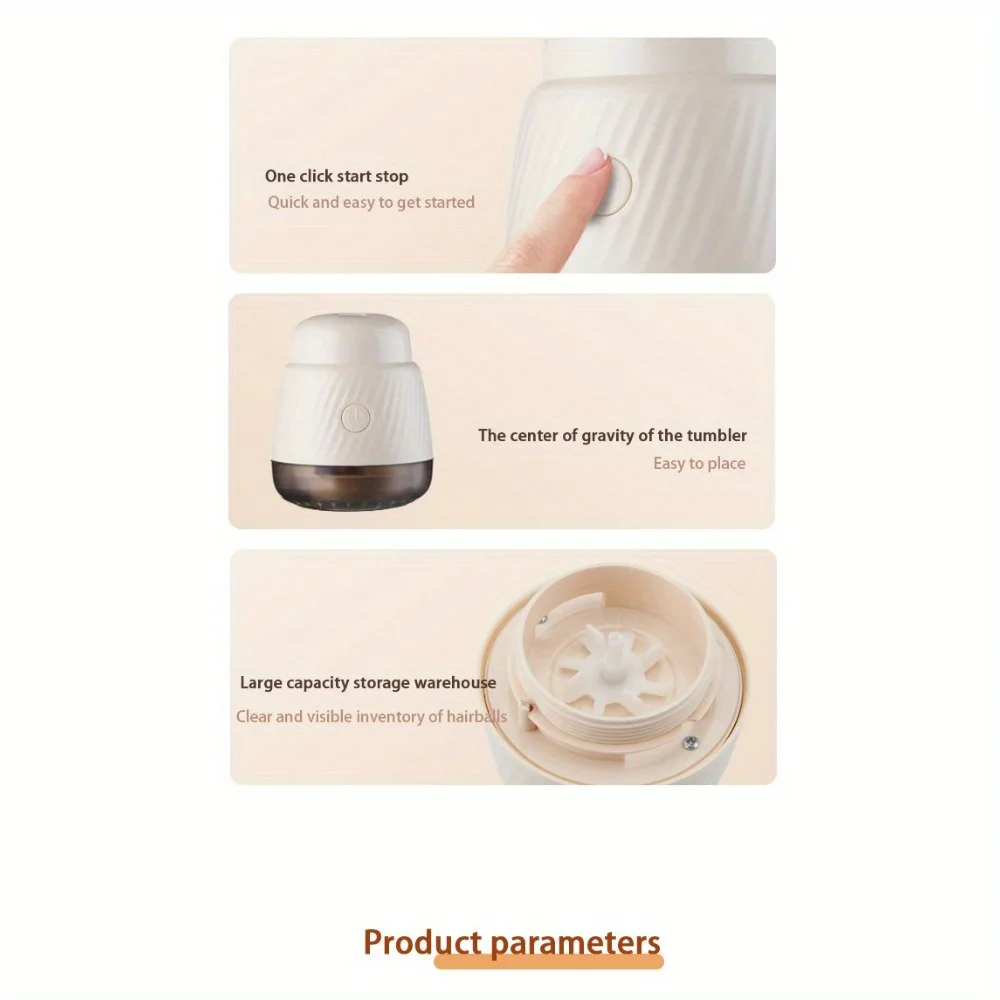 One click start stop
Quick and easy to get started
The center of gravity of the tumbler
Easy to place
Large capacity storage warehouse
Clear and visible inventory of hairballs
Product parameters